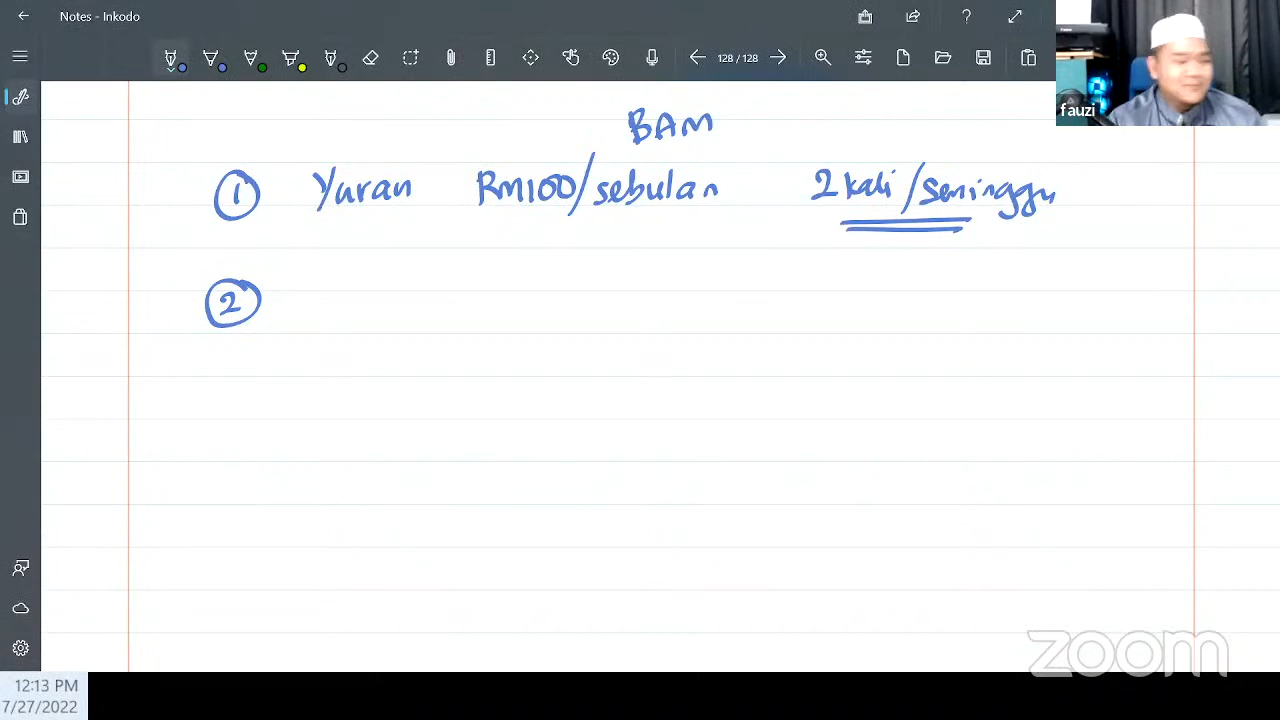 Notes - Inkodo
128 / 128
fauzi
BAM
1 Yuran RM100/sebulan 2 kali/seminggu
2
zoom
12:13 PM
7/27/2022